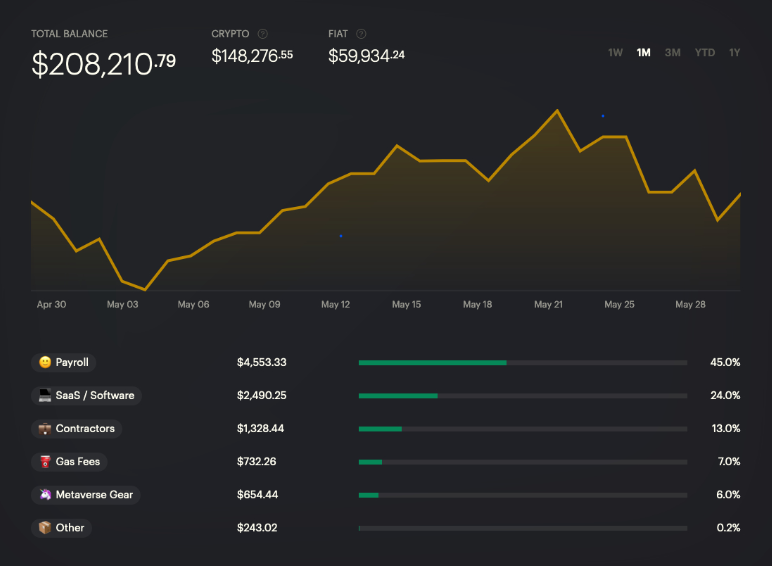 TOTAL BALANCE CRYPTO FIAT
$208,210.79 $148,276.55 $59,934.24 1W 1M 3M YTD 1Y
Apr 30 May 03 May 06 May 09 May 12 May 15 May 18 May 21 May 25 May 28
Payroll $4,553.33 45.0%
SaaS / Software $2,490.25 24.0%
Contractors $1,328.44 13.0%
Gas Fees $732.26 7.0%
Metaverse Gear $654.44 6.0%
Other $243.02 0.2%